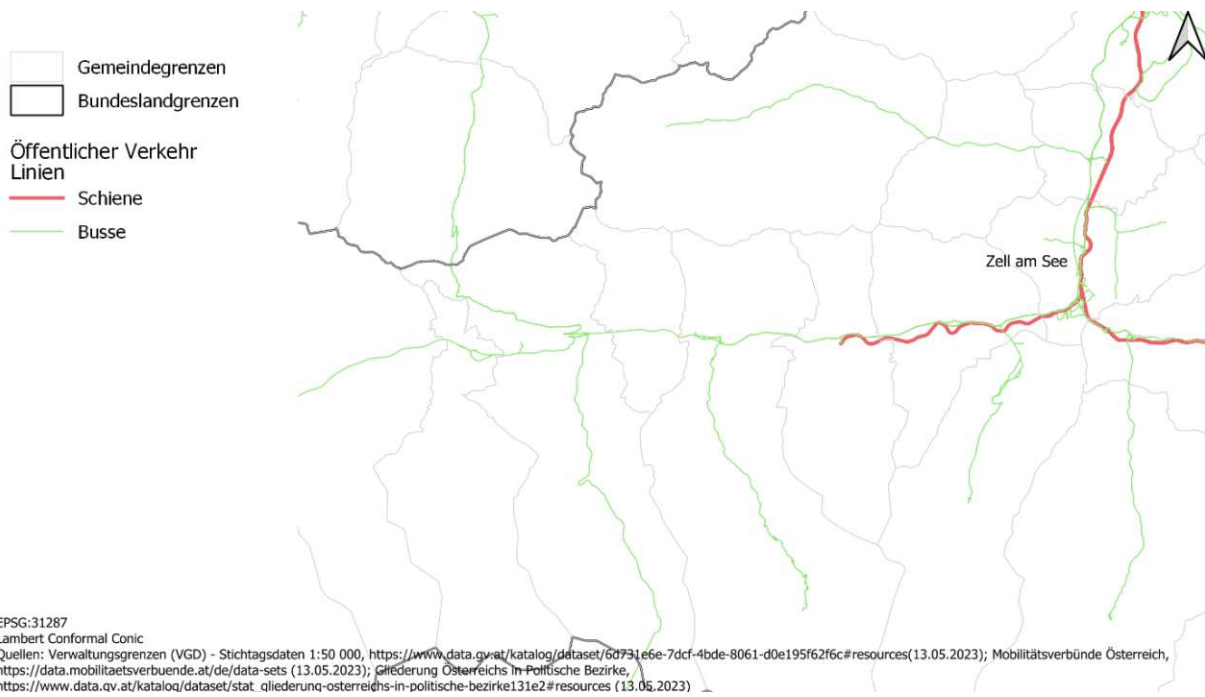 Gemeindegrenzen
Bundeslandgrenzen
Öffentlicher Verkehr
Linien
Schiene
Busse
Zell am See
EPSG:31287
Lambert Conformal Conic
Quellen: Verwaltungsgrenzen (VGD) - Stichtagsdaten 1:50 000, https://www.data.gv.at/katalog/dataset/6d731e6e-7dcf-4bde-8061-d0e195f62f6c#resources(13.05.2023); Mobilitätsverbünde Österreich,
https://data.mobilitaetsverbuende.at/de/data-sets (13.05.2023); Gliederung Österreichs in Politische Bezirke,
https://www.data.gv.at/katalog/dataset/stat_gliederung-osterreichs-in-politische-bezirke131e2#resources (13.05.2023)